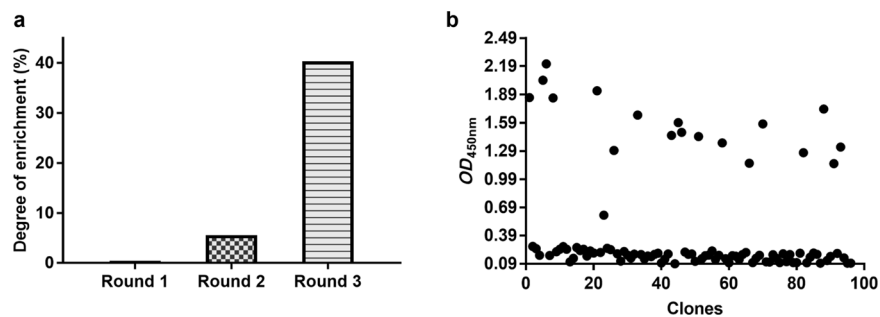 a
Degree of enrichment (%)
40
30
20
10
0
Round 1 Round 2 Round 3
b
OD450nm
2.49
2.19
1.89
1.59
1.29
0.99
0.69
0.39
0.09
0 20 40 60 80 100
Clones